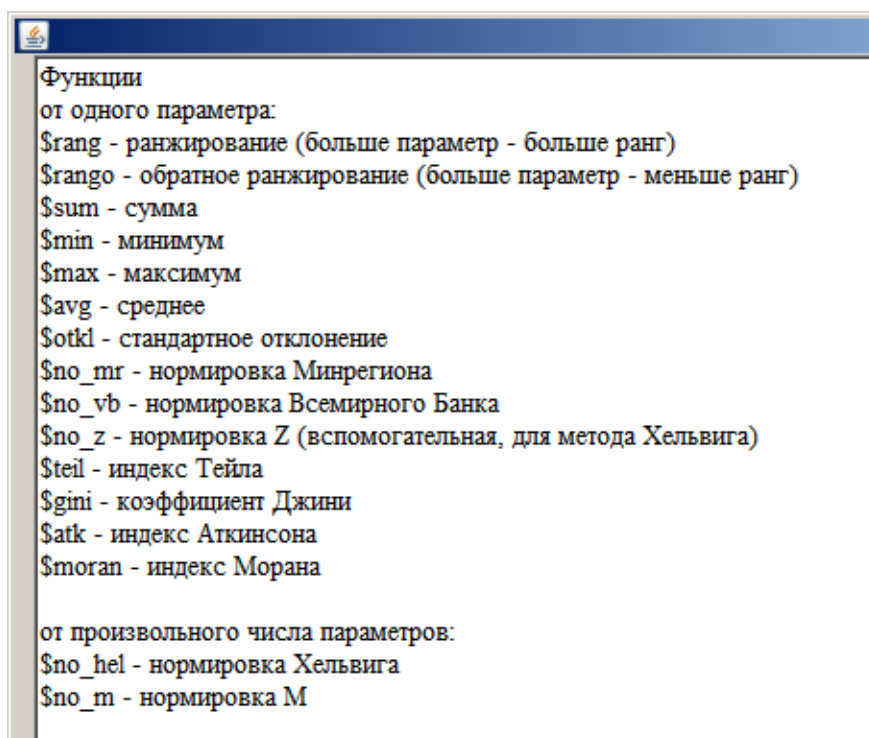 Функции
от одного параметра:
$rang - ранжирование (больше параметр - больше ранг)
$rango - обратное ранжирование (больше параметр - меньше ранг)
$sum - сумма
$min - минимум
$max - максимум
$avg - среднее
$otkl - стандартное отклонение
$no_mr - нормировка Минрегиона
$no_vb - нормировка Всемирного Банка
$no_z - нормировка Z (вспомогательная, для метода Хельвига)
$teil - индекс Тейла
$gini - коэффициент Джини
$atk - индекс Аткинсона
$moran - индекс Морана
от произвольного числа параметров:
$no_hel - нормировка Хельвига
$no_m - нормировка М